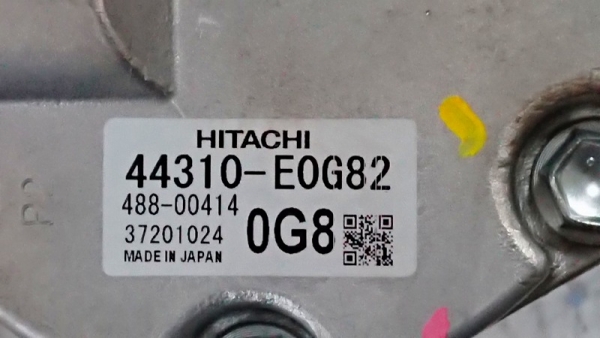 HITACHI
44310-E0G82
488-00414
37201024
0G8
MADE IN JAPAN